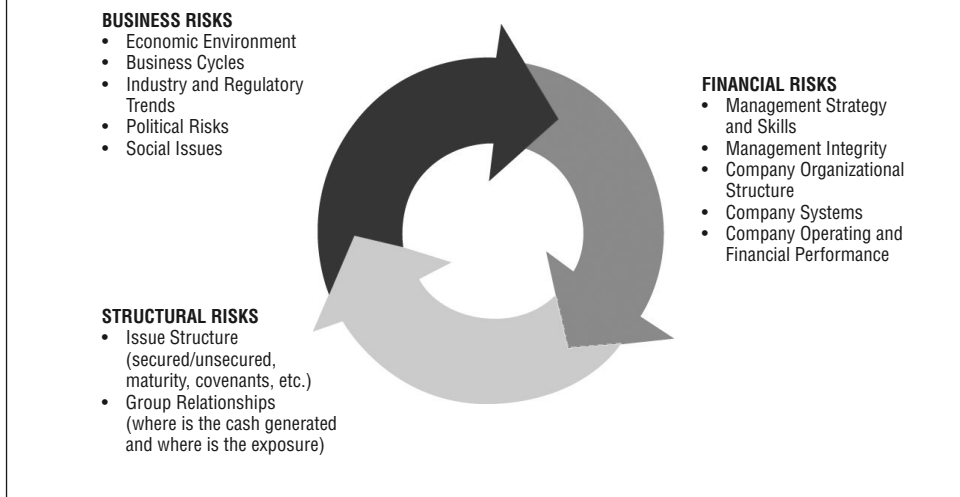 BUSINESS RISKS
• Economic Environment
• Business Cycles
• Industry and Regulatory
Trends
• Political Risks
• Social Issues
FINANCIAL RISKS
• Management Strategy
and Skills
• Management Integrity
• Company Organizational
Structure
• Company Systems
• Company Operating and
Financial Performance
STRUCTURAL RISKS
• Issue Structure
(secured/unsecured,
maturity, covenants, etc.)
• Group Relationships
(where is the cash generated
and where is the exposure)